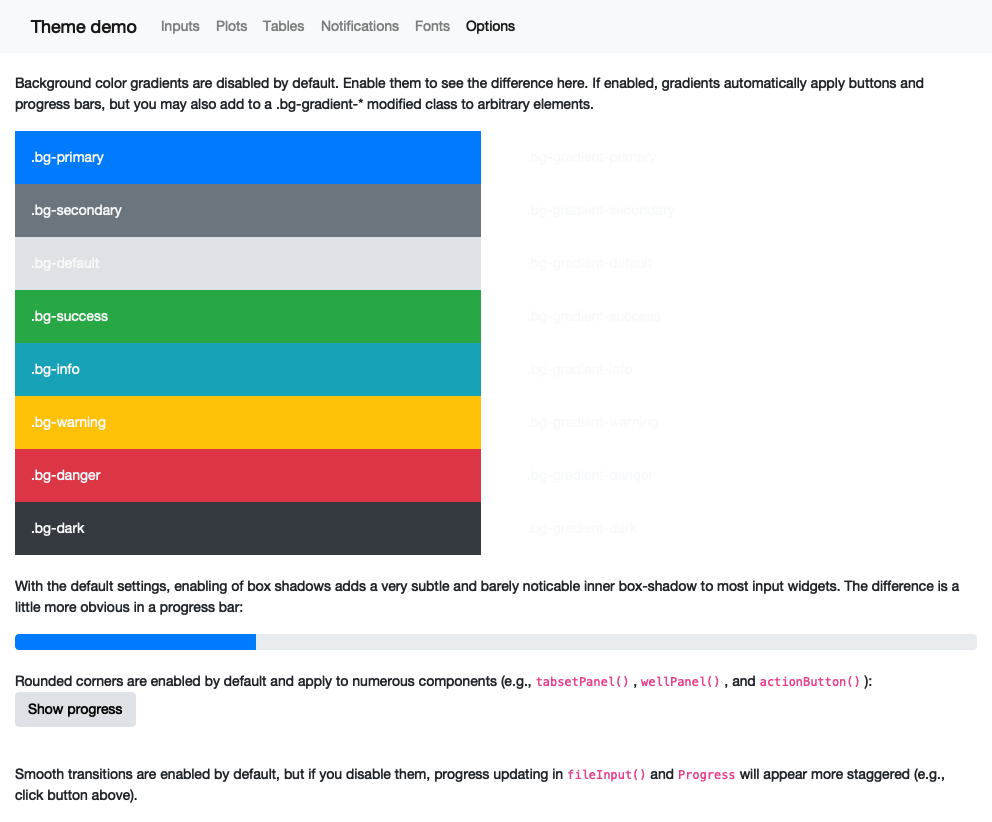 Theme demo Inputs Plots Tables Notifications Fonts Options
Background color gradients are disabled by default. Enable them to see the difference here. If enabled, gradients automatically apply buttons and
progress bars, but you may also add to a .bg-gradient-* modified class to arbitrary elements.
.bg-primary .bg-gradient-primary
.bg-secondary .bg-gradient-secondary
.bg-default .bg-gradient-default
.bg-success .bg-gradient-success
.bg-info .bg-gradient-info
.bg-warning .bg-gradient-warning
.bg-danger .bg-gradient-danger
.bg-dark .bg-gradient-dark
With the default settings, enabling of box shadows adds a very subtle and barely noticable inner box-shadow to most input widgets. The difference is a
little more obvious in a progress bar:
Rounded corners are enabled by default and apply to numerous components (e.g., tabsetPanel() , wellPanel() , and actionButton() ):
Show progress
Smooth transitions are enabled by default, but if you disable them, progress updating in fileInput() and Progress will appear more staggered (e.g.,
click button above).